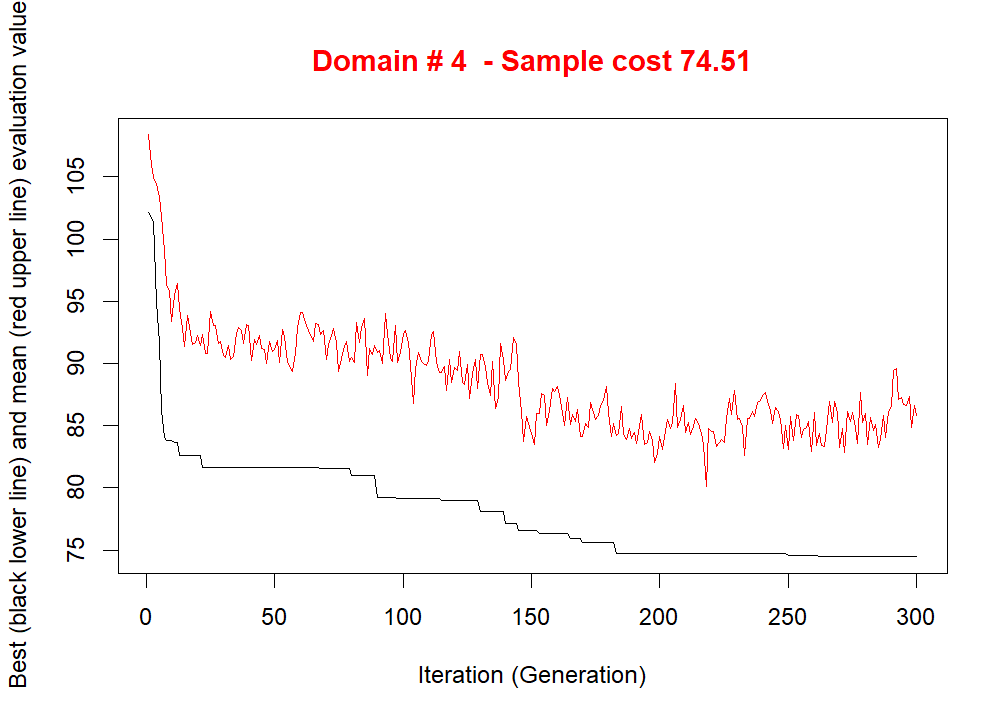 Domain # 4  - Sample cost 74.51
Best (black lower line) and mean (red upper line) evaluation value
105
100
95
90
85
80
75
0 50 100 150 200 250 300
Iteration (Generation)